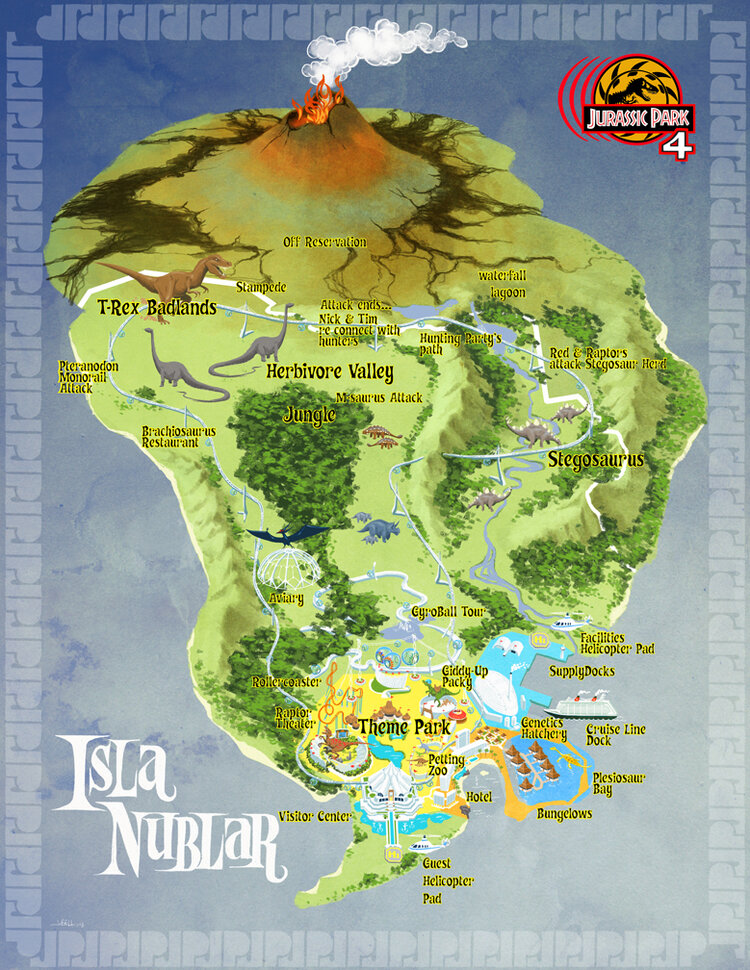 JURASSIC PARK
4
Off Reservation
waterfall
lagoon
Stampede
T-Rex Badlands
Attack ends...
Nick & Tim
re connect with
hunters
Hunting Party's
path
Red & Raptors
attack Stegosaur Herd
Pteranodon
Monorail
Attack
Herbivore Valley
M-saurus Attack
Jungle
Brachiosaurus
Restaurant
Stegosaurus
Aviary
GyroBall Tour
Facilities
Helicopter Pad
Giddy-Up
Packy
SupplyDocks
Rollercoaster
Raptor
Theater
Theme Park
Genetics
Hatchery
Cruise Line
Dock
Petting
Zoo
Plesiosaur
Bay
Hotel
Bungelows
Visitor Center
Guest
Helicopter
Pad
ISLA
NUBLAR